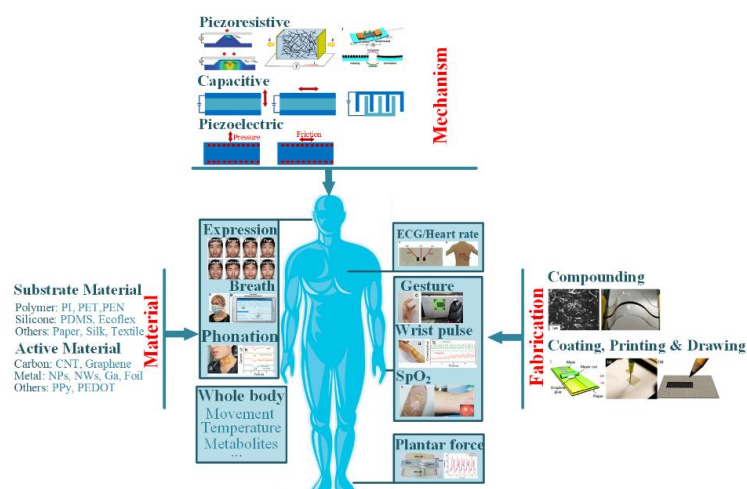 Piezoresistive
Capacitive
Piezoelectric
Pressure
Friction
Mechanism
Expression
Breath
Phonation
Whole body
Movement
Temperature
Metabolites
...
ECG/Heart rate
Gesture
Wrist pulse
SpO₂
Plantar force
Substrate Material
Polymer: PI, PET,PEN
Silicone: PDMS, Ecoflex
Others: Paper, Silk, Textile
Active Material
Carbon: CNT, Graphene
Metal: NPs, NWs, Ga, Foil
Others: PPy, PEDOT
Material
Fabrication
Compounding
Coating, Printing & Drawing
Mask
Paper